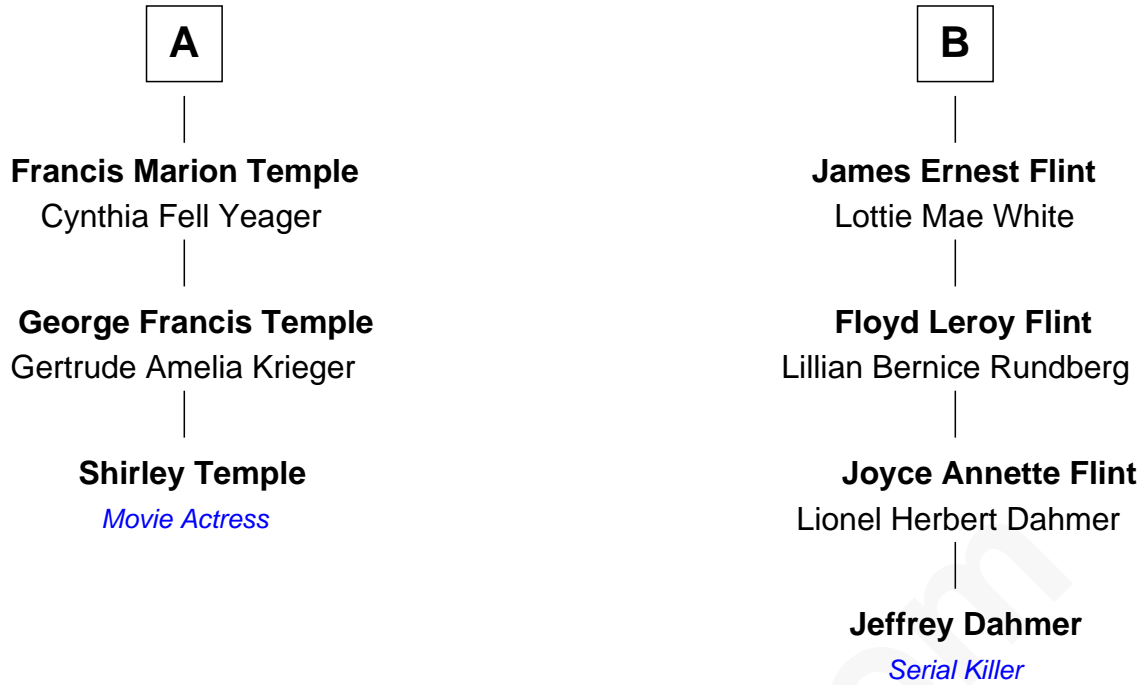 A
Francis Marion Temple
Cynthia Fell Yeager
George Francis Temple
Gertrude Amelia Krieger
Shirley Temple
Movie Actress
B
James Ernest Flint
Lottie Mae White
Floyd Leroy Flint
Lillian Bernice Rundberg
Joyce Annette Flint
Lionel Herbert Dahmer
Jeffrey Dahmer
Serial Killer